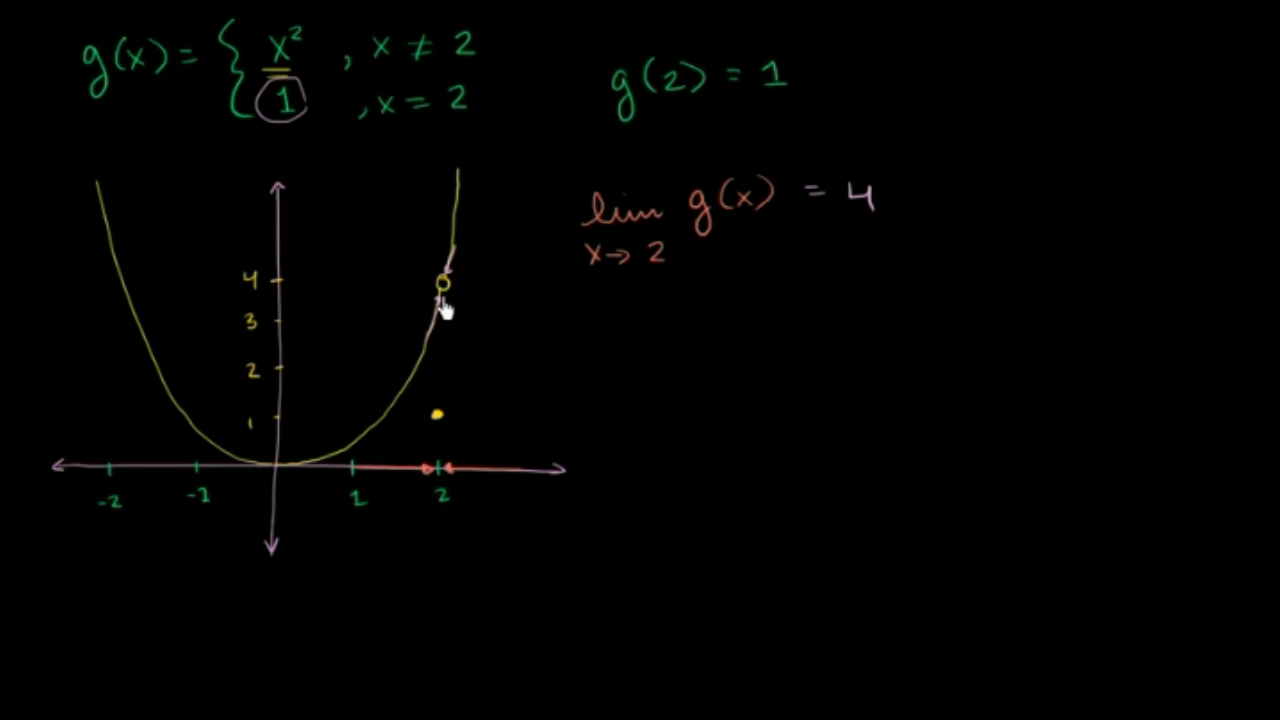 g(x) = { x² , x ≠ 2
1 , x = 2
g(2) = 1
lim g(x) = 4
x→2
4
3
2
1
-2 -1 1 2